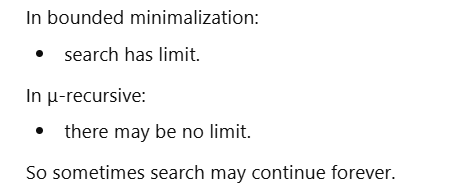 In bounded minimalization:
• search has limit.
In μ-recursive:
• there may be no limit.
So sometimes search may continue forever.